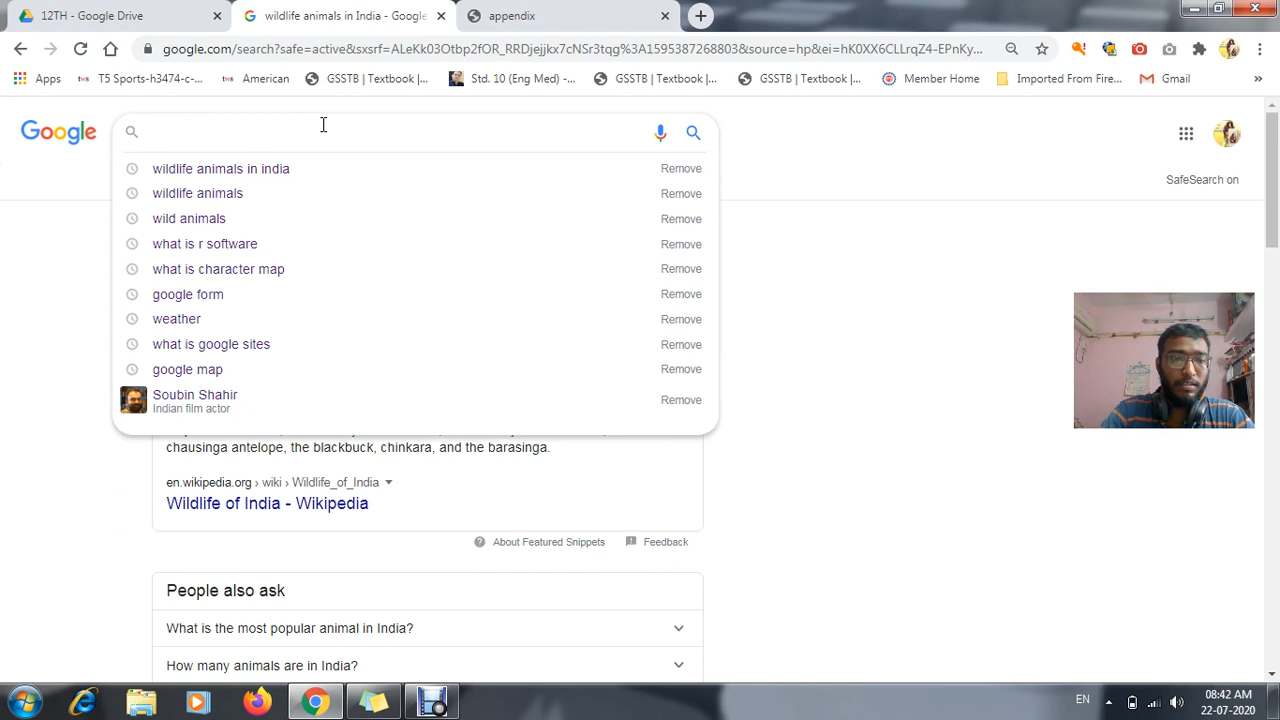 12TH - Google Drive
wildlife animals in India - Google
appendix
google.com/search?safe=active&sxsrf=ALeKk03Otbp2fOR_RRDjejjkx7cNSr3tqg%3A1595387268803&source=hp&ei=hK0XX6CLLrqZ4-EPnKy...
Apps
T5 Sports-h3474-c-...
American
GSSTB | Textbook |...
Std. 10 (Eng Med) -...
GSSTB | Textbook |...
GSSTB | Textbook |...
Member Home
Imported From Fire...
Gmail
»
Google
wildlife animals in india Remove
SafeSearch on
wildlife animals Remove
wild animals Remove
what is r software Remove
what is character map Remove
google form Remove
weather Remove
what is google sites Remove
google map Remove
Soubin Shahir
Indian film actor
Remove
chausinga antelope, the blackbuck, chinkara, and the barasinga.
en.wikipedia.org › wiki › Wildlife_of_India
Wildlife of India - Wikipedia
About Featured Snippets Feedback
People also ask
What is the most popular animal in India?
How many animals are in India?
EN
08:42 AM
22-07-2020